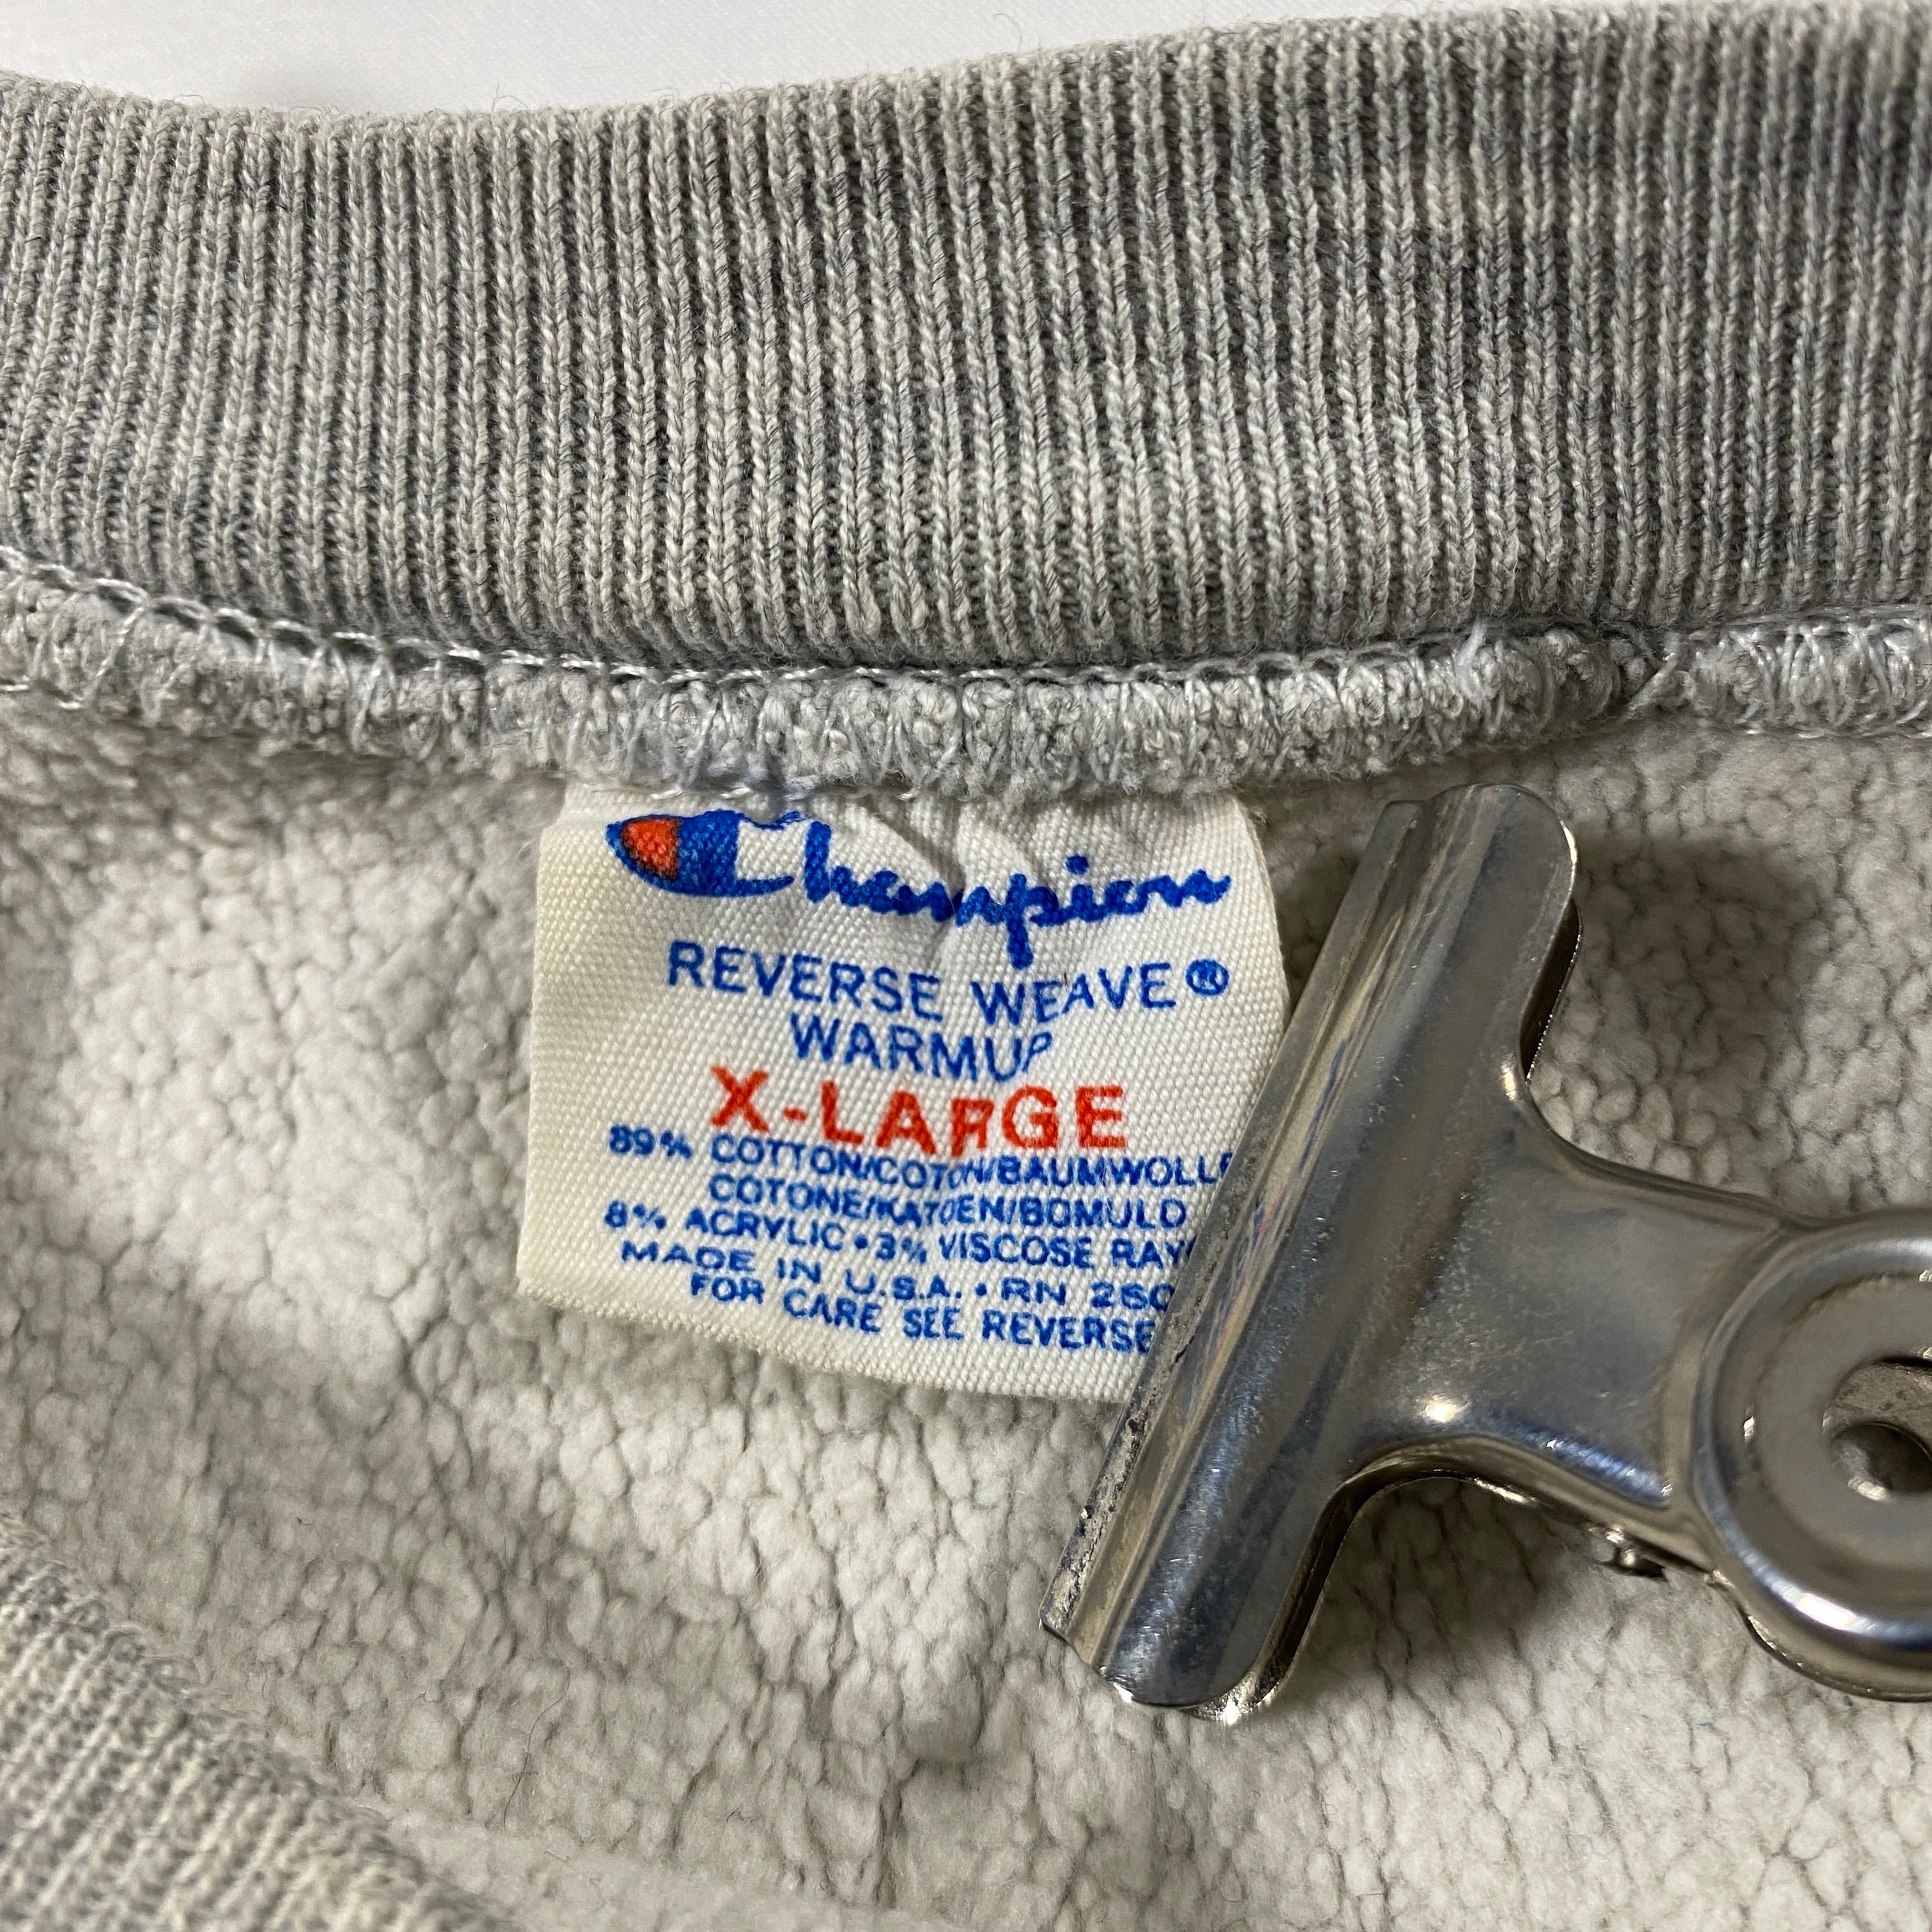 Champion
REVERSE WEAVE®
WARMUP
X-LARGE
89% COTTON/COTON/BAUMWOLLE
COTONE/KATOEN/BOMULD
8% ACRYLIC • 3% VISCOSE
MADE IN U.S.A. • RN
FOR CARE SEE REVERSE